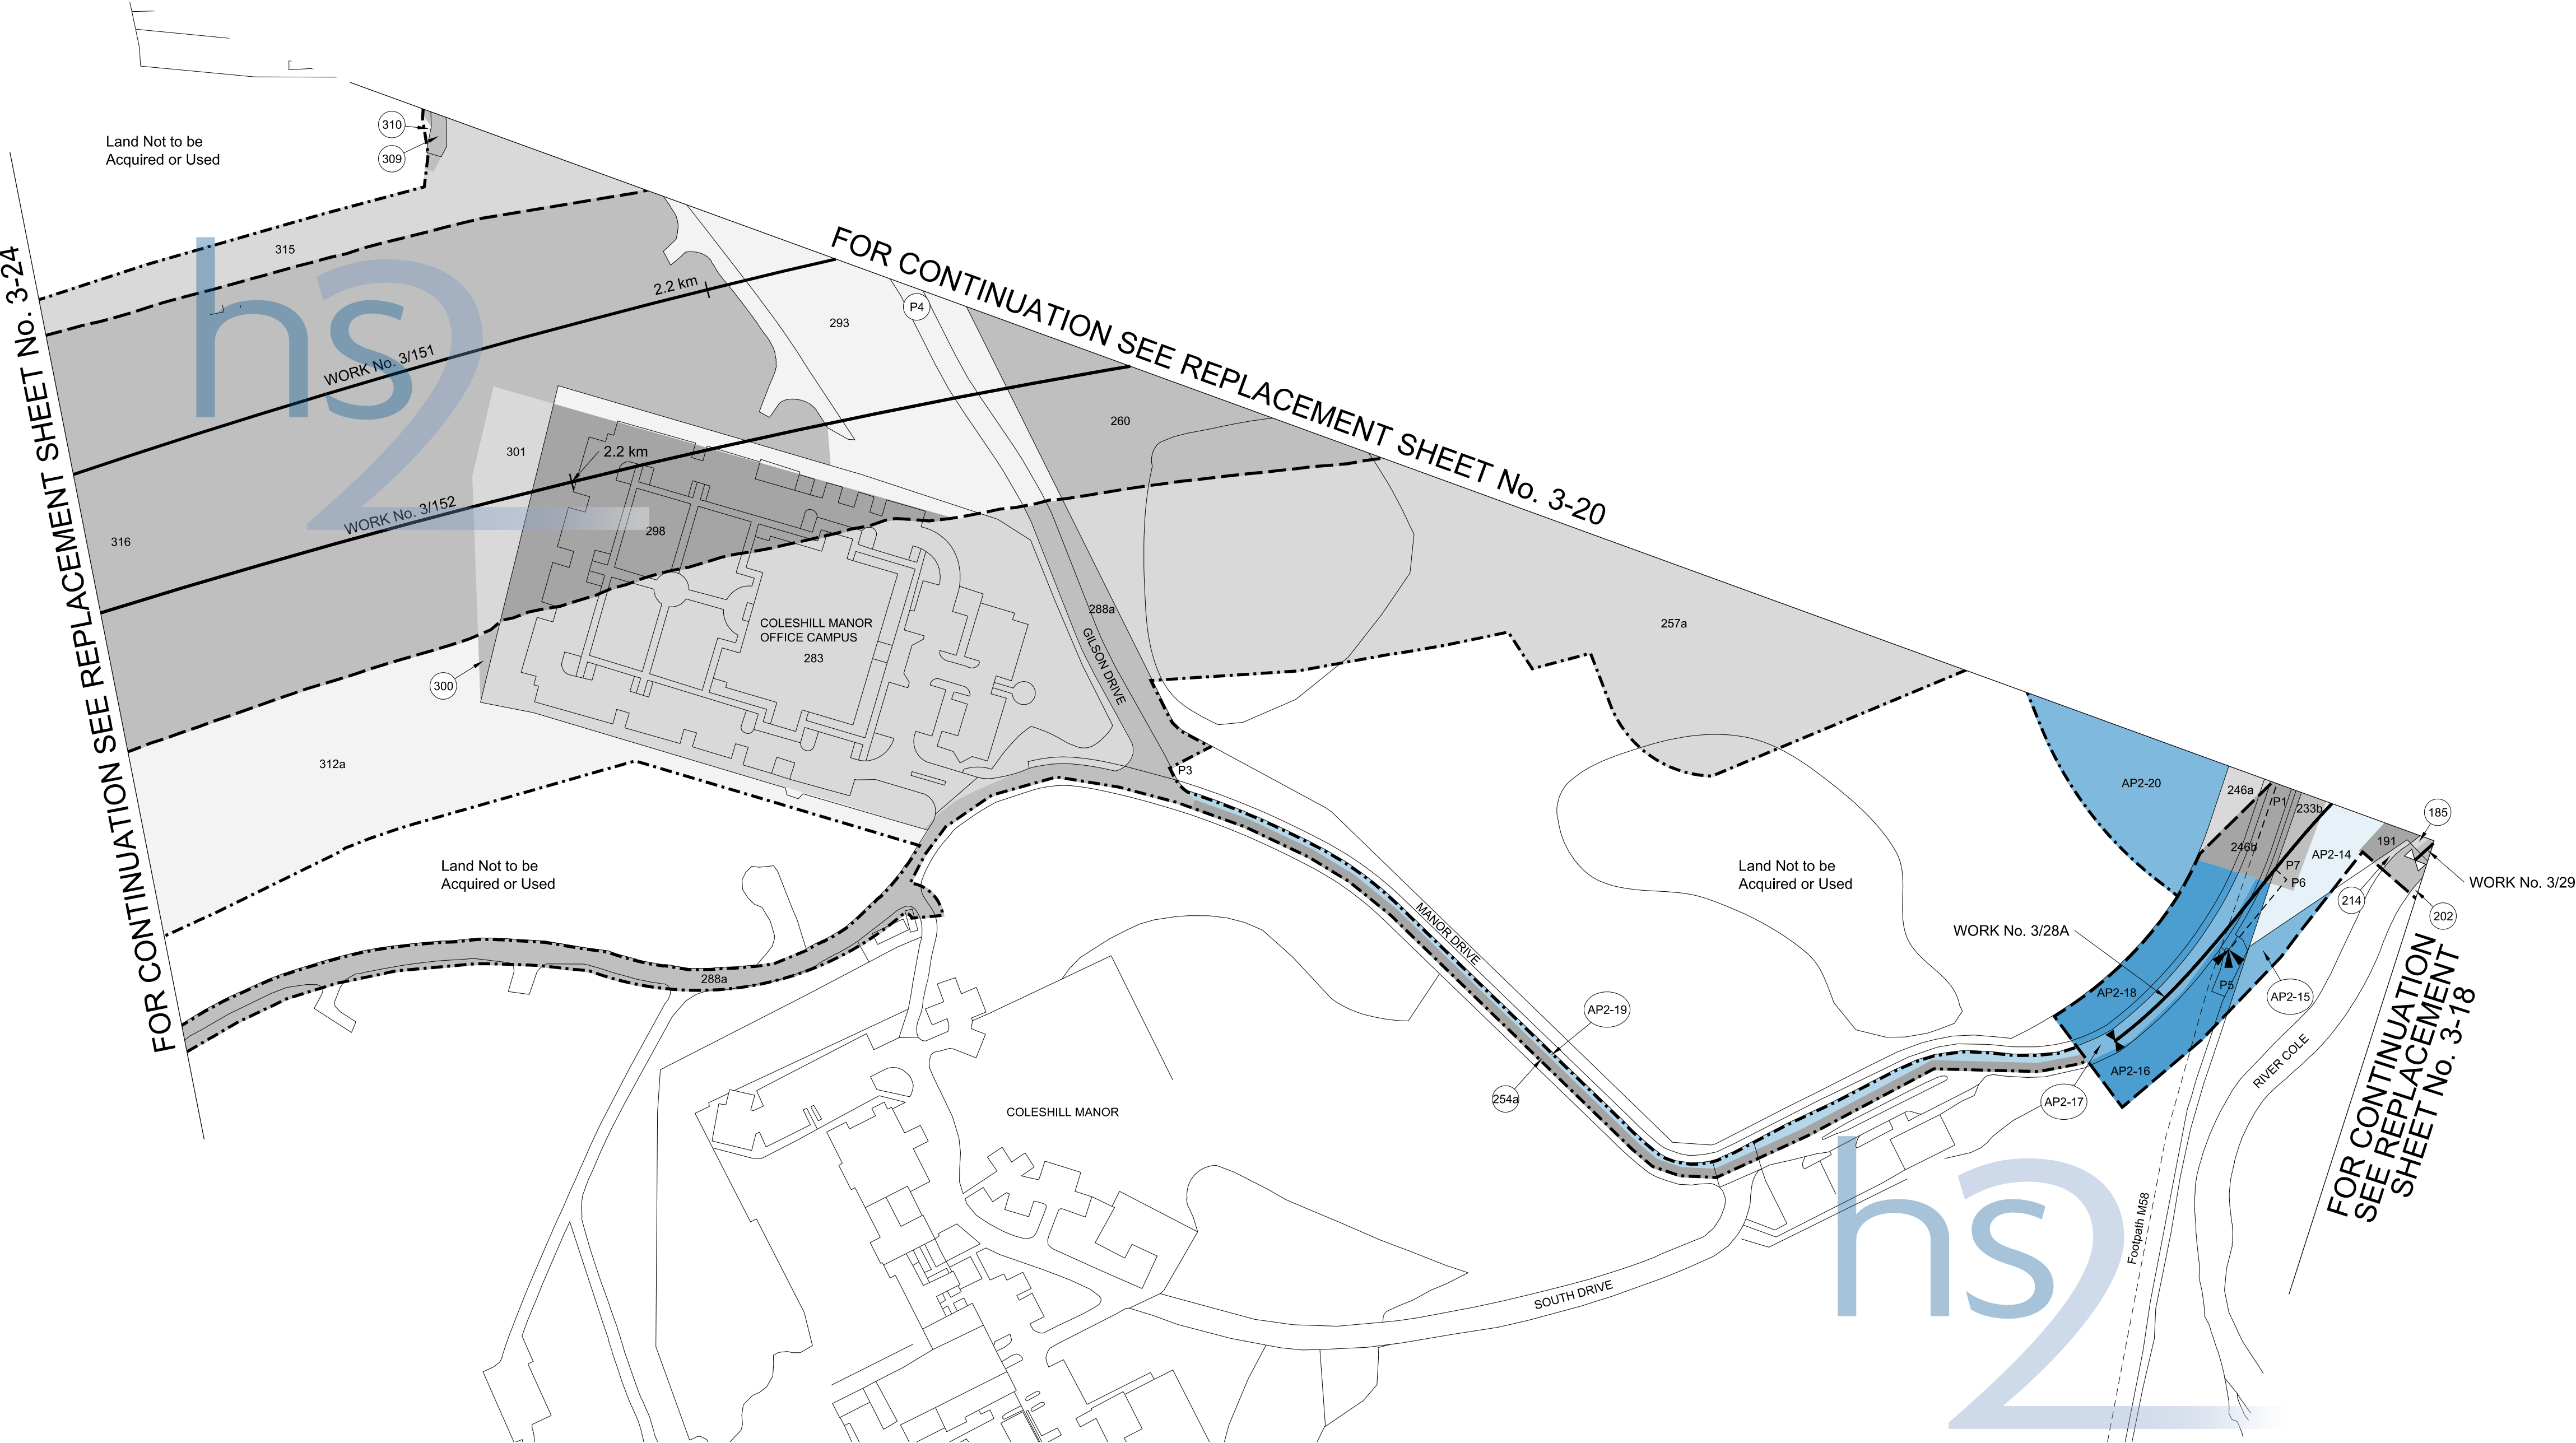 Land Not to be
Acquired or Used
310
309
315
hs2
FOR CONTINUATION SEE REPLACEMENT SHEET No. 3-24
FOR CONTINUATION SEE REPLACEMENT SHEET No. 3-20
2.2 km
P4
293
WORK No. 3/151
260
301
2.2 km
WORK No. 3/152
298
316
288a
GILSON DRIVE
COLESHILL MANOR
OFFICE CAMPUS
283
257a
300
312a
P3
AP2-20
246a
P1
233b
185
246b
191
AP2-14
P7
P6
WORK No. 3/29
214
202
Land Not to be
Acquired or Used
Land Not to be
Acquired or Used
MANOR DRIVE
WORK No. 3/28A
288a
AP2-18
P5
AP2-15
AP2-19
254a
AP2-16
AP2-17
RIVER COLE
FOR CONTINUATION
SEE REPLACEMENT
SHEET No. 3-18
COLESHILL MANOR
Footpath M58
SOUTH DRIVE
hs2